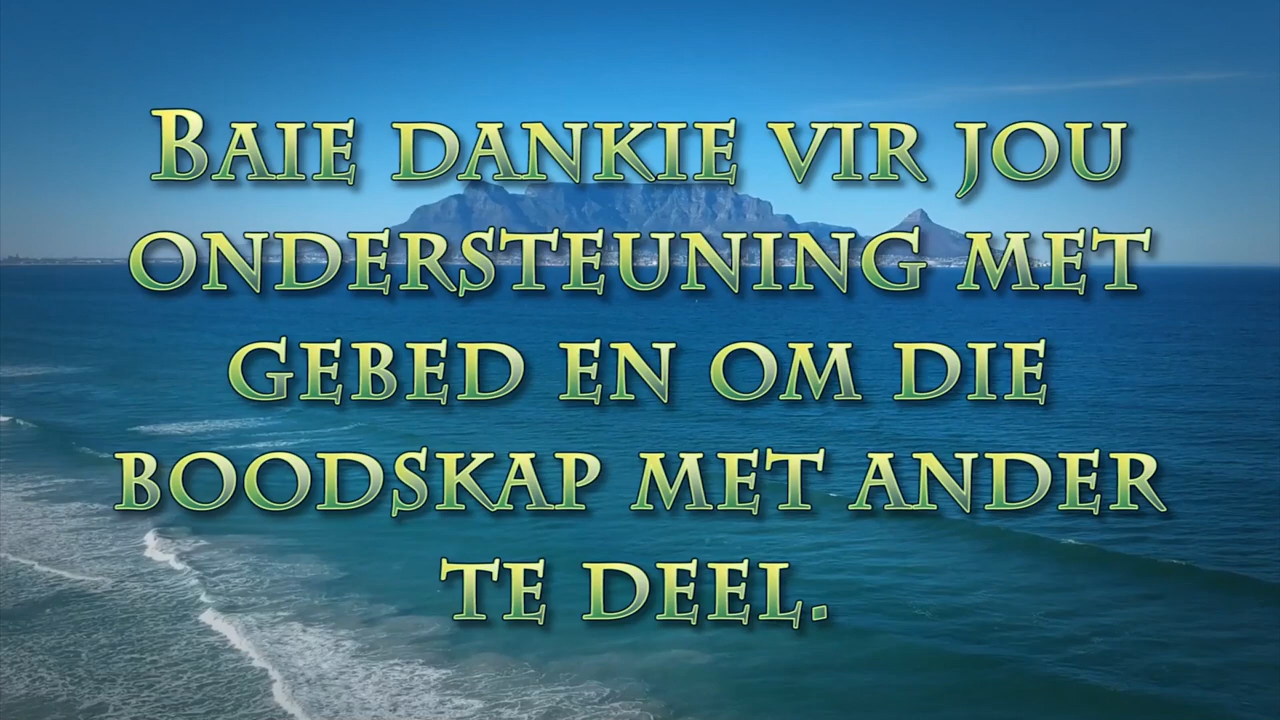 Baie dankie vir jou
ondersteuning met
gebed en om die
boodskap met ander
te deel.